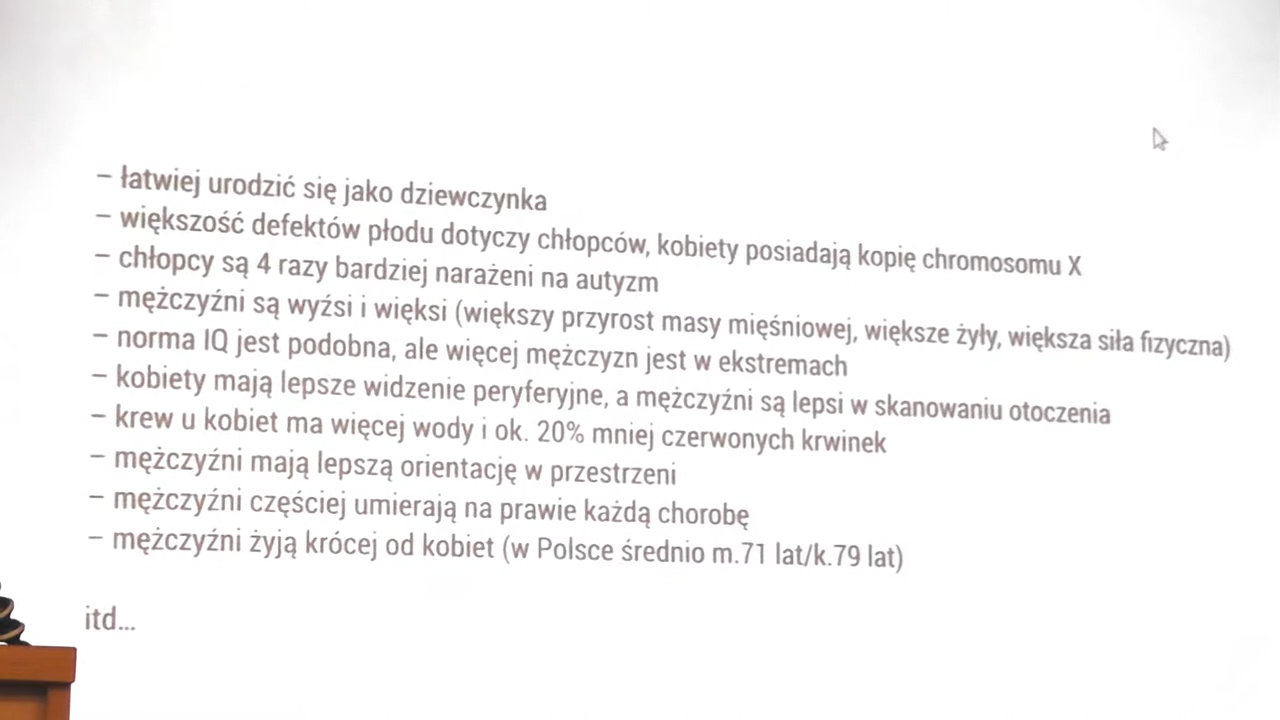 – łatwiej urodzić się jako dziewczynka
– większość defektów płodu dotyczy chłopców, kobiety posiadają kopię chromosomu X
– chłopcy są 4 razy bardziej narażeni na autyzm
– mężczyźni są wyźsi i więksi (większy przyrost masy mięśniowej, większe żyły, większa siła fizyczna)
– norma IQ jest podobna, ale więcej mężczyzn jest w ekstremach
– kobiety mają lepsze widzenie peryferyjne, a mężczyźni są lepsi w skanowaniu otoczenia
– krew u kobiet ma więcej wody i ok. 20% mniej czerwonych krwinek
– mężczyźni mają lepszą orientację w przestrzeni
– mężczyźni częściej umierają na prawie każdą chorobę
– mężczyźni żyją krócej od kobiet (w Polsce średnio m.71 lat/k.79 lat)
itd...